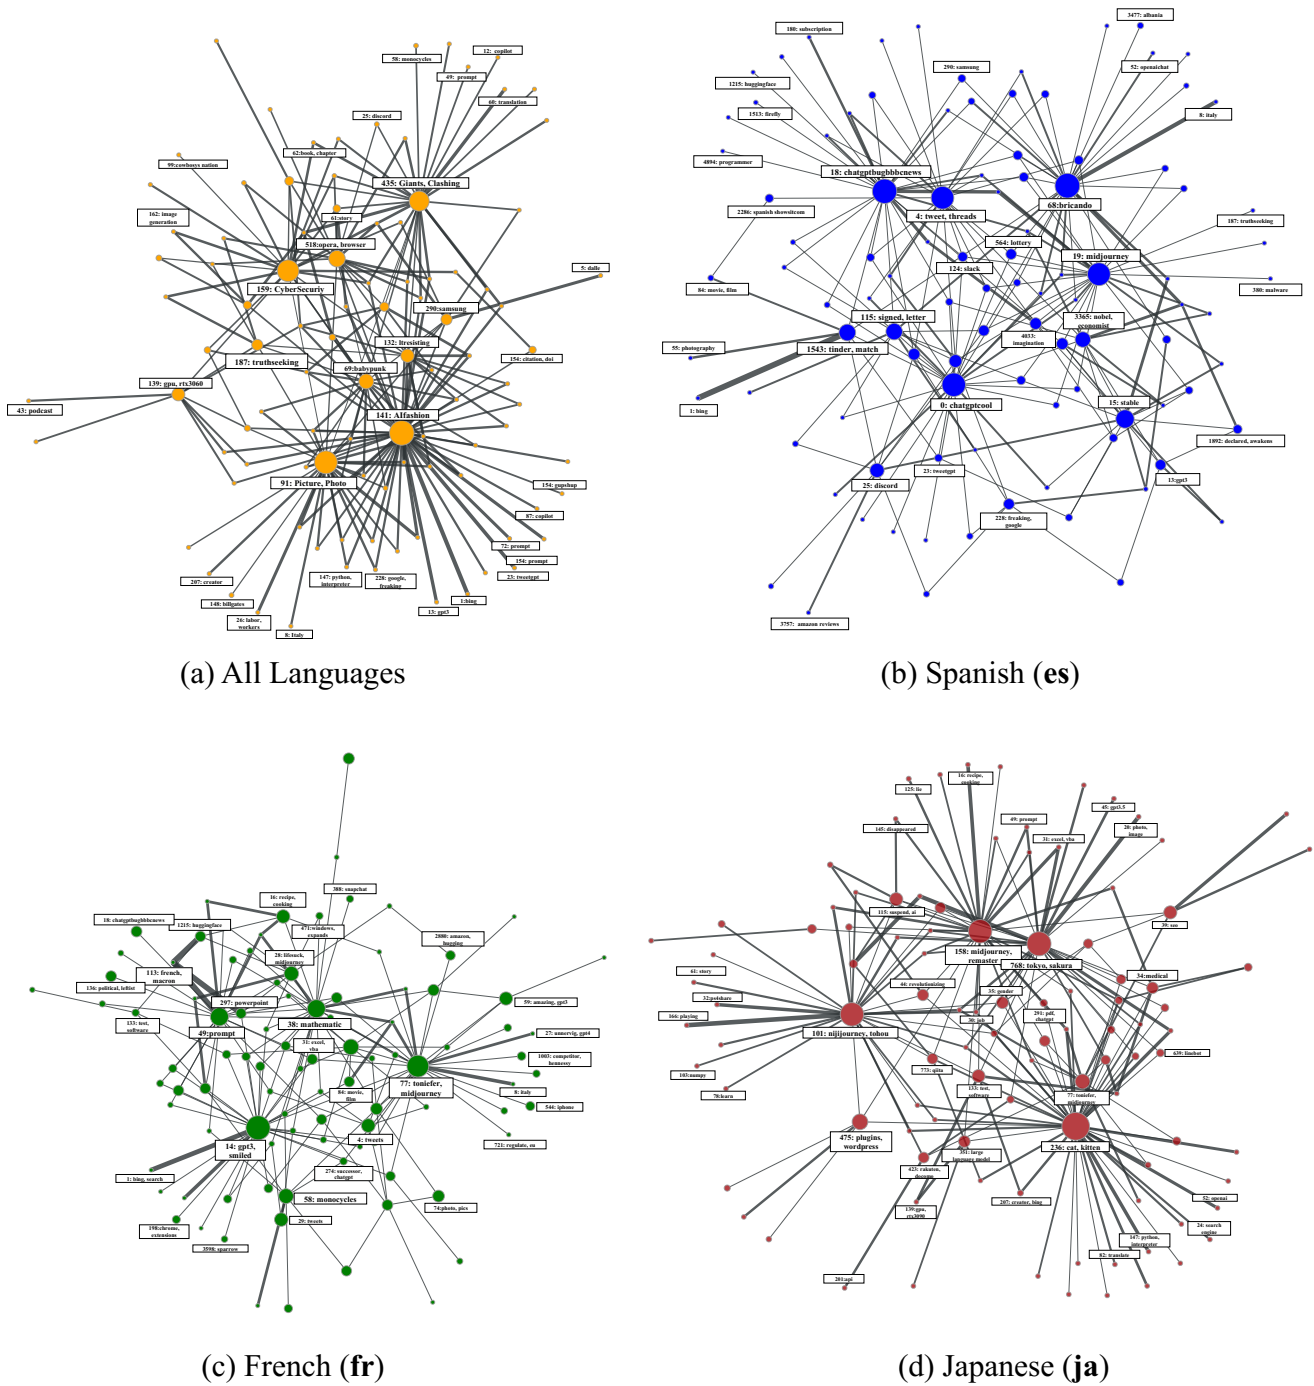 12: copilot
58: monocycles
49: prompt
60: translation
25: discord
62:book, chapter
99:cowbosys nation
435: Giants, Clashing
162: image
generation
61:story
518:opera, browser
5: dalle
159: CyberSecuriy
290:samsung
132: ltresisting
154: citation, doi
187: truthseeking
69:babypunk
139: gpu, rtx3060
43: podcast
141: AIfashion
91: Picture, Photo
154: gupshup
87: copilot
72: prompt
154: prompt
23: tweetgpt
207: creator
147: python,
interpreter
228: google,
freaking
1:bing
148: billgates
13: gpt3
26: labor,
workers
8: Italy
(a) All Languages
3477: albania
180: subscription
290: samsung
52: openaichat
1215: huggingface
1513: firefly
8: italy
4894: programmer
18: chatgptbugbbbcnews
2286: spanish showsitcom
4: tweet, threads
68:bricando
187: truthseeking
564: lottery
19: midjourney
124: slack
84: movie, film
380: malware
115: signed, letter
3365: nobel,
economist
4033:
imagination
55: photography
1543: tinder, match
1: bing
0: chatgptcool
15: stable
1892: declared, awakens
23: tweetgpt
25: discord
13:gpt3
228: freaking,
google
3757: amazon reviews
(b) Spanish (es)
388: snapchat
16: recipe,
cooking
18: chatgptbugbbbcnews
1215: huggingface
471:windows,
expands
28: lifesuck,
midjourney
2880: amazon,
hugging
113: french,
macron
136: political, leftist
297: powerpoint
59: amazing, gpt3
133: test,
software
49:prompt
38: mathematic
31: excel,
vba
27: unnervig, gpt4
1003: competitor,
hennessy
77: toniefer,
midjourney
84: movie,
film
8: italy
544: iphone
14: gpt3,
smiled
4: tweets
721: regulate, eu
1: bing, search
274: successor,
chatgpt
58: monocycles
74:photo, pics
198:chrome,
extensions
29: tweets
3598: sparrow
(c) French (fr)
16: recipe,
cooking
125: lie
45: gpt3.5
49: prompt
20: photo,
image
145: disappeared
31: excel, vba
115: suspend, ai
39: seo
158: midjourney,
remaster
768: tokyo, sakura
61: story
44: revolutionizing
35: gender
34:medical
32:polshare
166: playing
30: job
291: pdf,
chatgpt
101: nijijourney, tohou
639: linebot
103:numpy
773: qiita
133: test,
software
77: toniefer,
midjourney
78:learn
475: plugins,
wordpress
351: large
language model
236: cat, kitten
423: rakuten,
docomo
139:gpu,
rtx3090
207: creator, bing
52: openai
24: search
engine
147: python,
interpreter
82: translate
201:api
(d) Japanese (ja)